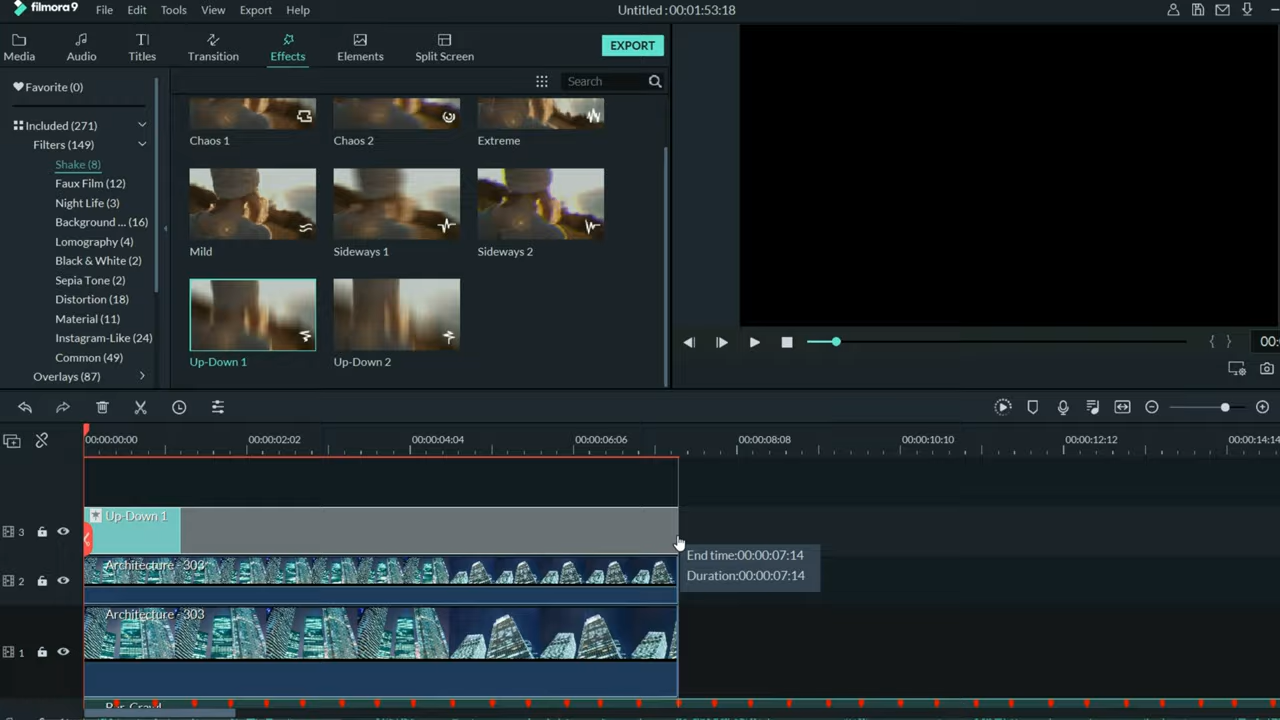 filmora9
File Edit Tools View Export Help
Untitled : 00:01:53:18
Media
Audio
Titles
Transition
Effects
Elements
Split Screen
EXPORT
Favorite (0)
Included (271)
Filters (149)
Shake (8)
Faux Film (12)
Night Life (3)
Background ... (16)
Lomography (4)
Black & White (2)
Sepia Tone (2)
Distortion (18)
Material (11)
Instagram-Like (24)
Common (49)
Overlays (87)
Search
Chaos 1
Chaos 2
Extreme
Mild
Sideways 1
Sideways 2
Up-Down 1
Up-Down 2
{ } 00:
00:00:00:00
00:00:02:02
00:00:04:04
00:00:06:06
00:00:08:08
00:00:10:10
00:00:12:12
00:00:14:14
3
Up-Down 1
End time:00:00:07:14
Duration:00:00:07:14
2
Architecture - 303
1
Architecture - 303